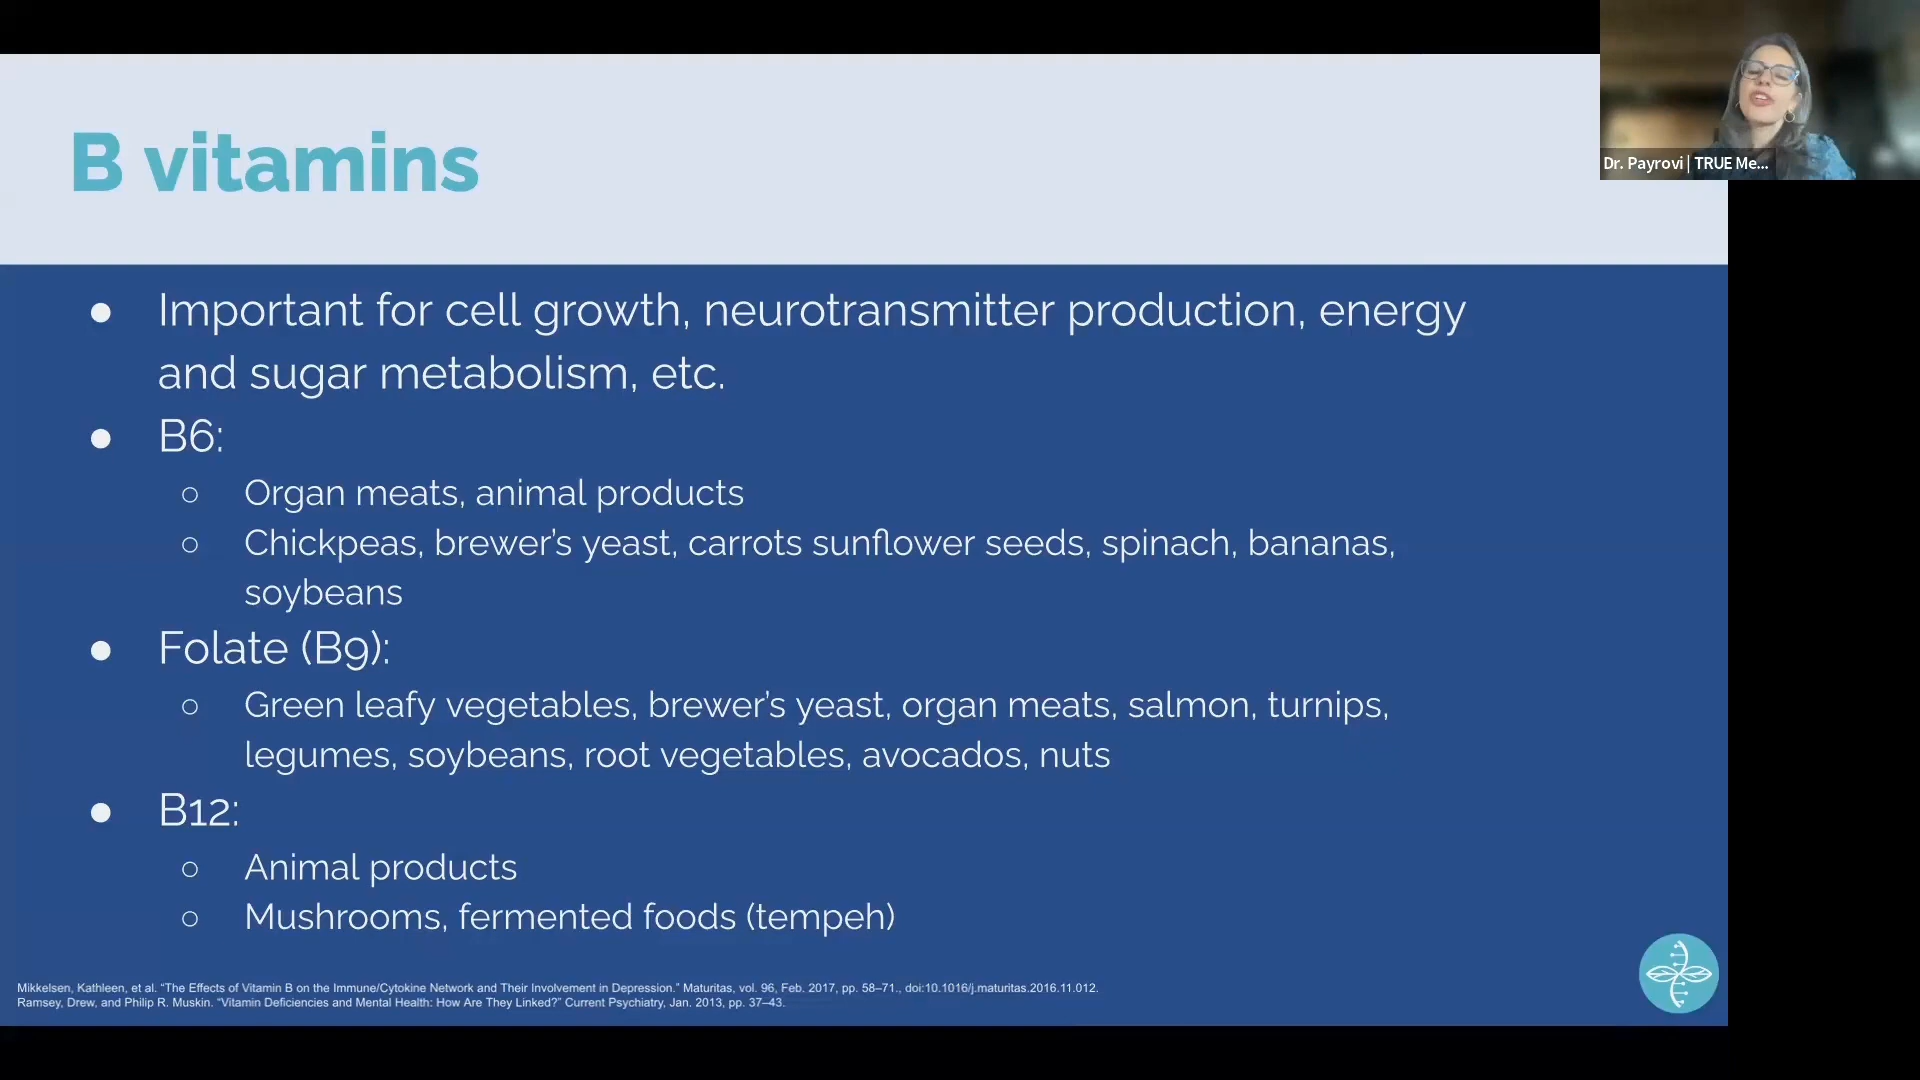 B vitamins
Dr. Payrovi | TRUE Me...
● Important for cell growth, neurotransmitter production, energy
and sugar metabolism, etc.
● B6:
○ Organ meats, animal products
○ Chickpeas, brewer’s yeast, carrots sunflower seeds, spinach, bananas,
soybeans
● Folate (B9):
○ Green leafy vegetables, brewer’s yeast, organ meats, salmon, turnips,
legumes, soybeans, root vegetables, avocados, nuts
● B12:
○ Animal products
○ Mushrooms, fermented foods (tempeh)
Mikkelsen, Kathleen, et al. “The Effects of Vitamin B on the Immune/Cytokine Network and Their Involvement in Depression.” Maturitas, vol. 96, Feb. 2017, pp. 58–71., doi:10.1016/j.maturitas.2016.11.012.
Ramsey, Drew, and Philip R. Muskin. “Vitamin Deficiencies and Mental Health: How Are They Linked?” Current Psychiatry, Jan. 2013, pp. 37–43.